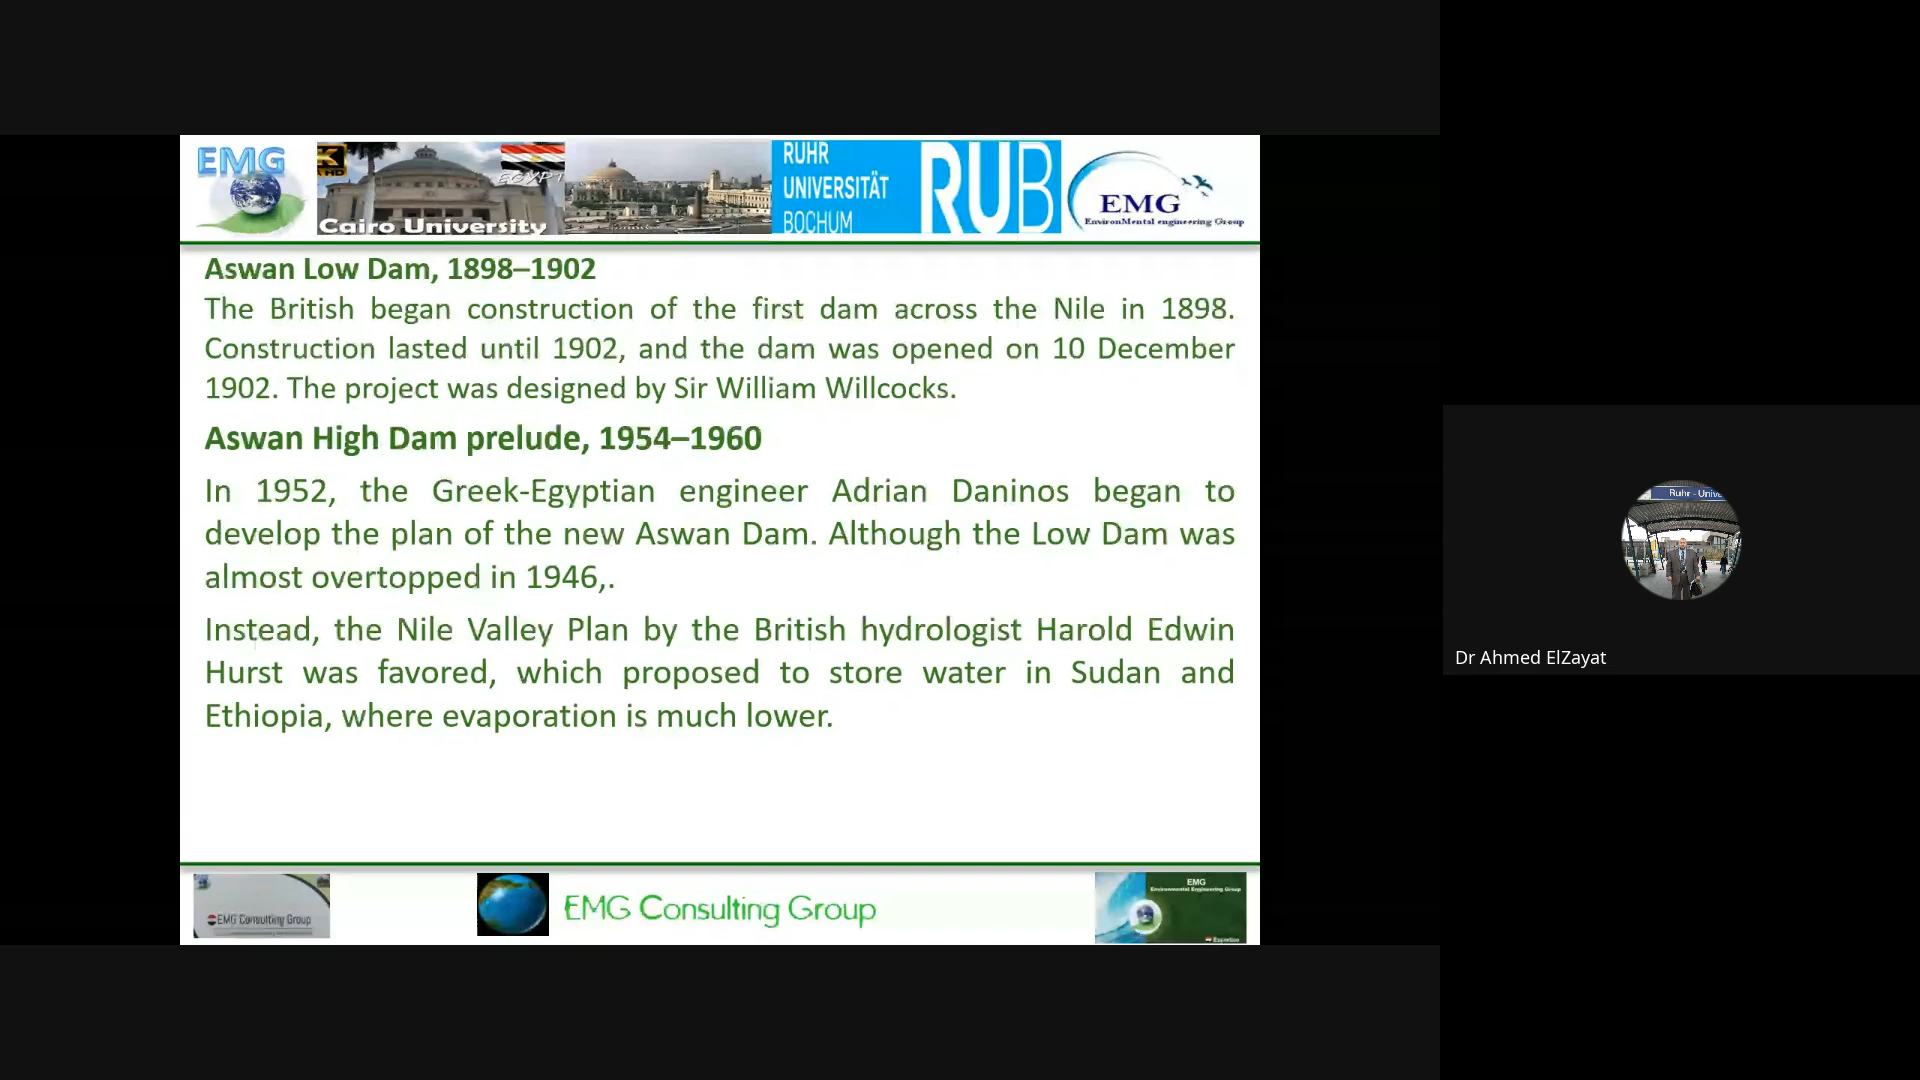 EMG
K
HD
EGYPT
Cairo University
RUHR
UNIVERSITÄT
BOCHUM
RUB
EMG
EnvironMental engineering Group
Aswan Low Dam, 1898–1902
The British began construction of the first dam across the Nile in 1898.
Construction lasted until 1902, and the dam was opened on 10 December
1902. The project was designed by Sir William Willcocks.
Aswan High Dam prelude, 1954–1960
In 1952, the Greek-Egyptian engineer Adrian Daninos began to
develop the plan of the new Aswan Dam. Although the Low Dam was
almost overtopped in 1946,.
Instead, the Nile Valley Plan by the British hydrologist Harold Edwin
Hurst was favored, which proposed to store water in Sudan and
Ethiopia, where evaporation is much lower.
Ruhr - Unive
Dr Ahmed ElZayat
EMG Consulting Group
EMG Consulting Group
EMG
Environmental Engineering Group